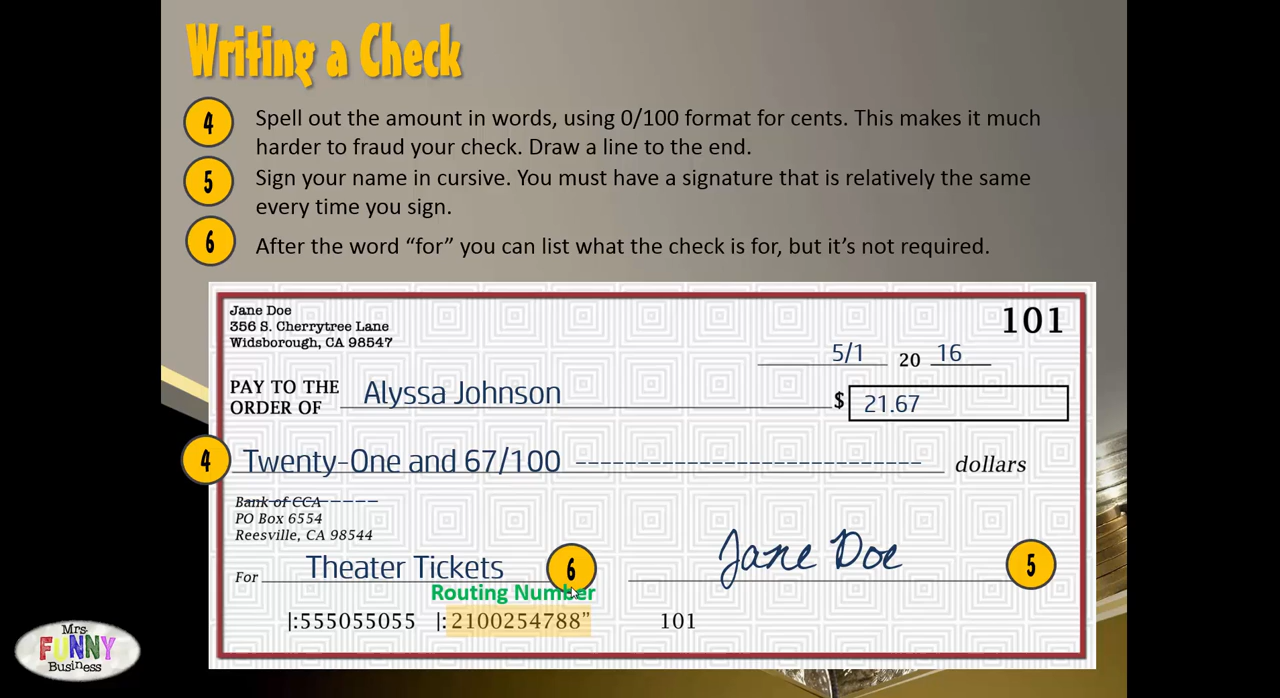 Writing a Check
4 Spell out the amount in words, using 0/100 format for cents. This makes it much
harder to fraud your check. Draw a line to the end.
5 Sign your name in cursive. You must have a signature that is relatively the same
every time you sign.
6 After the word “for” you can list what the check is for, but it’s not required.
Jane Doe
356 S. Cherrytree Lane
Widsborough, CA 98547
101
5/1 20 16
PAY TO THE
ORDER OF Alyssa Johnson $ 21.67
4 Twenty-One and 67/100 ---------------------------- dollars
Bank of CCA
PO Box 6554
Reesville, CA 98544
For Theater Tickets 6 Jane Doe 5
Routing Number
|:555055055 |:2100254788” 101
Mrs.
FUNNY
Business